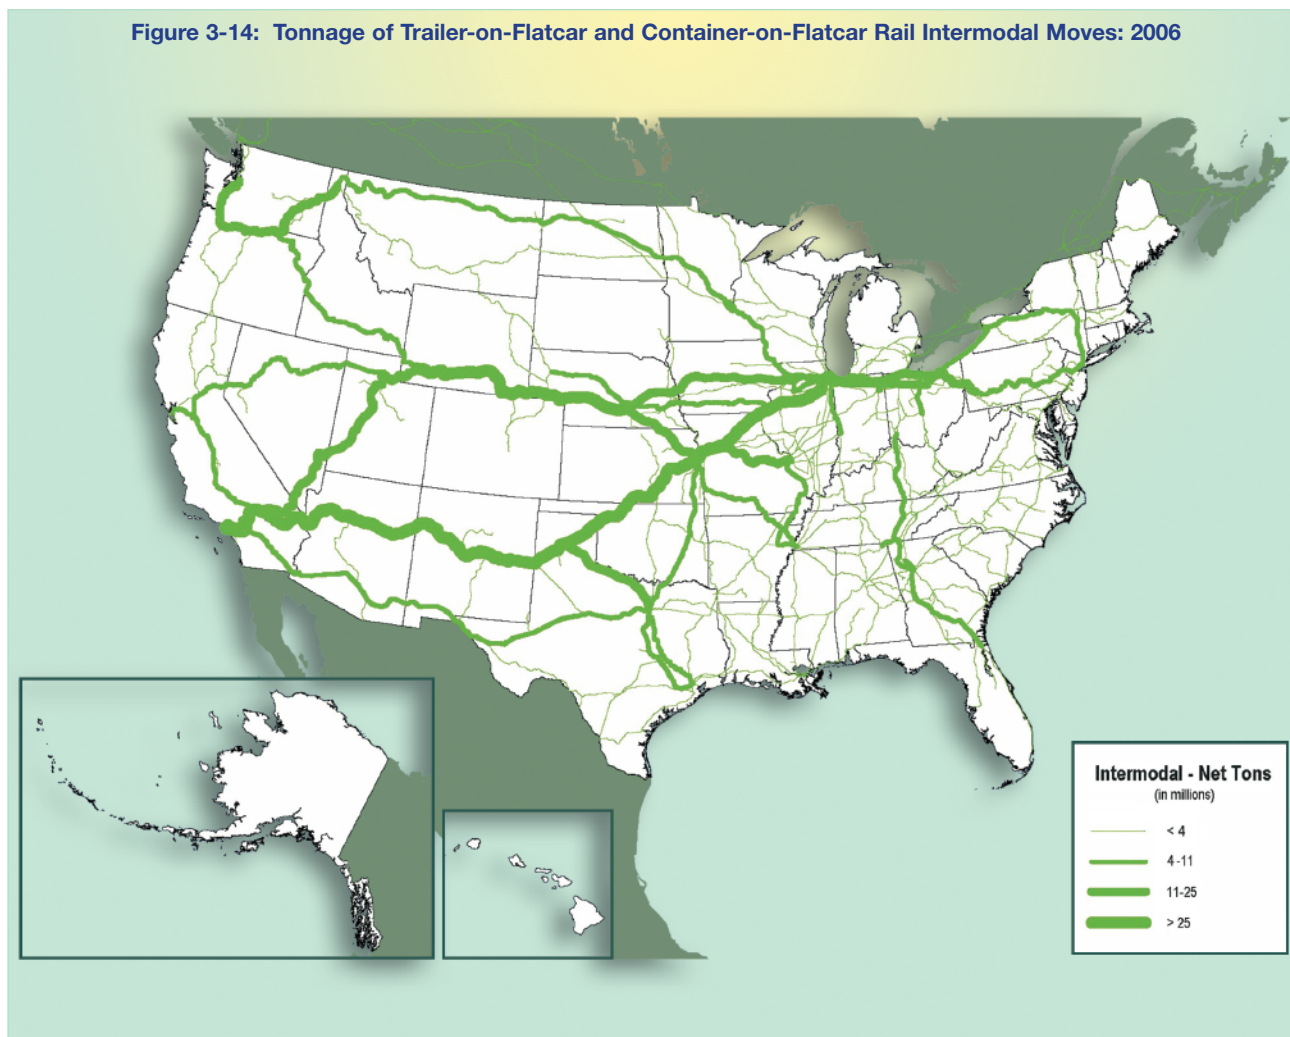 Figure 3-14: Tonnage of Trailer-on-Flatcar and Container-on-Flatcar Rail Intermodal Moves: 2006
Intermodal - Net Tons
(in millions)
< 4
4-11
11-25
> 25